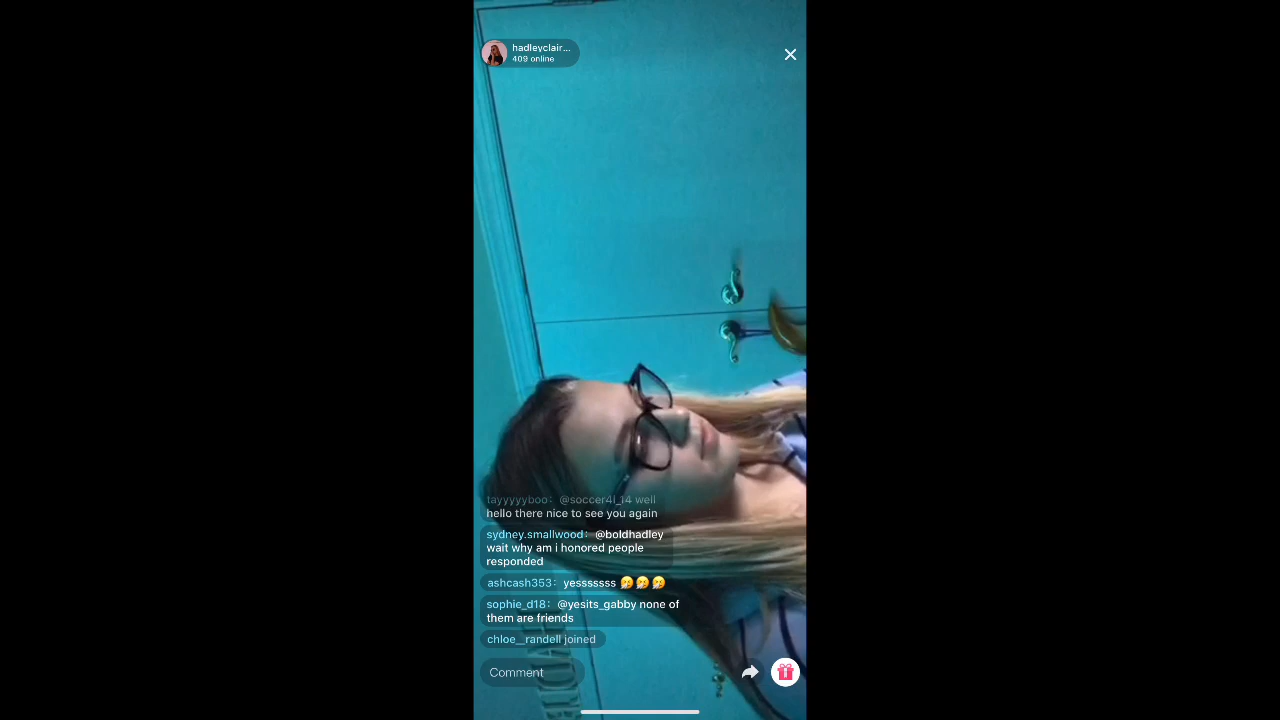 hadleyclair...
409 online
tayyyyyboo: @soccer4l_14 well
hello there nice to see you again
sydney.smallwood: @boldhadley
wait why am i honored people
responded
ashcash353: yesssssss 🤧🤧🤧
sophie_d18: @yesits_gabby none of
them are friends
chloe__randell joined
Comment